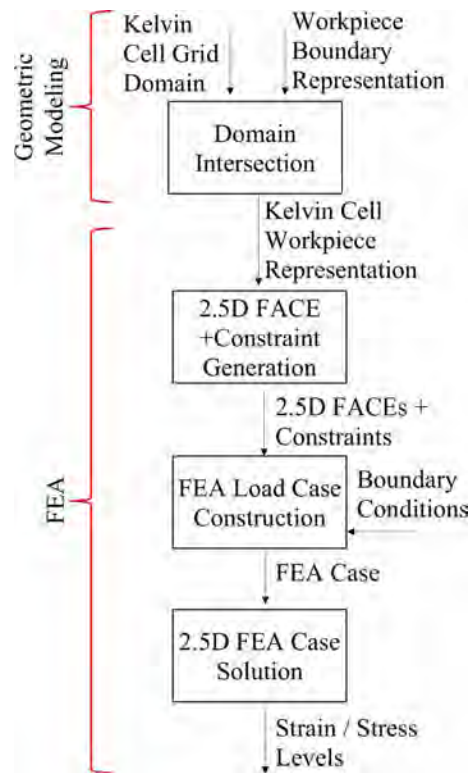 Geometric
Modeling
Kelvin
Cell Grid
Domain
Workpiece
Boundary
Representation
Domain
Intersection
Kelvin Cell
Workpiece
Representation
FEA
2.5D FACE
+Constraint
Generation
2.5D FACEs +
Constraints
FEA Load Case
Construction
Boundary
Conditions
FEA Case
2.5D FEA Case
Solution
Strain / Stress
Levels